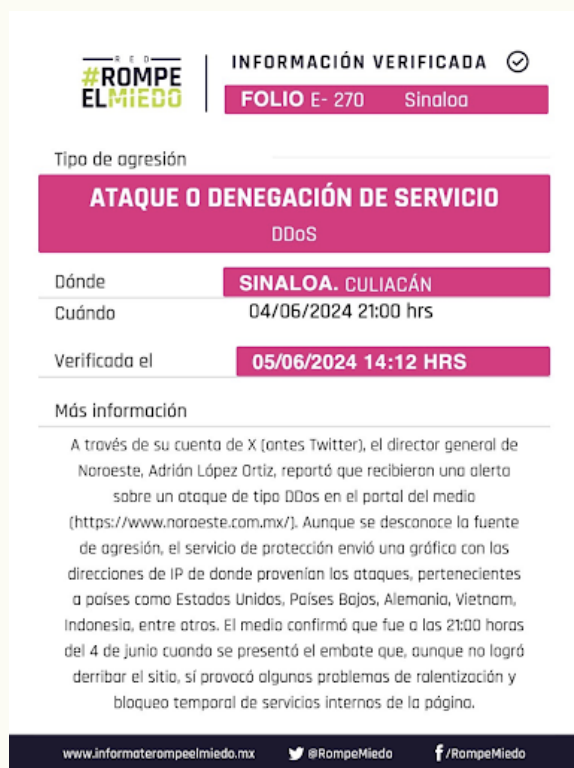 RED
#ROMPE
EL MIEDO
INFORMACIÓN VERIFICADA
FOLIO E- 270 Sinaloa
Tipo de agresión
ATAQUE O DENEGACIÓN DE SERVICIO
DDoS
Dónde
SINALOA. CULIACÁN
Cuándo
04/06/2024 21:00 hrs
Verificada el
05/06/2024 14:12 HRS
Más información
A través de su cuenta de X (antes Twitter), el director general de
Noroeste, Adrián López Ortiz, reportó que recibieron una alerta
sobre un ataque de tipo DDos en el portal del medio
(https://www.noroeste.com.mx/). Aunque se desconoce la fuente
de agresión, el servicio de protección envió una gráfica con las
direcciones de IP de donde provenían los ataques, pertenecientes
a países como Estados Unidos, Países Bajos, Alemania, Vietnam,
Indonesia, entre otros. El medio confirmó que fue a las 21:00 horas
del 4 de junio cuando se presentó el embate que, aunque no logró
derribar el sitio, sí provocó algunos problemas de ralentización y
bloqueo temporal de servicios internos de la página.
www.informaterompeelmiedo.mx @RompeMiedo /RompeMiedo